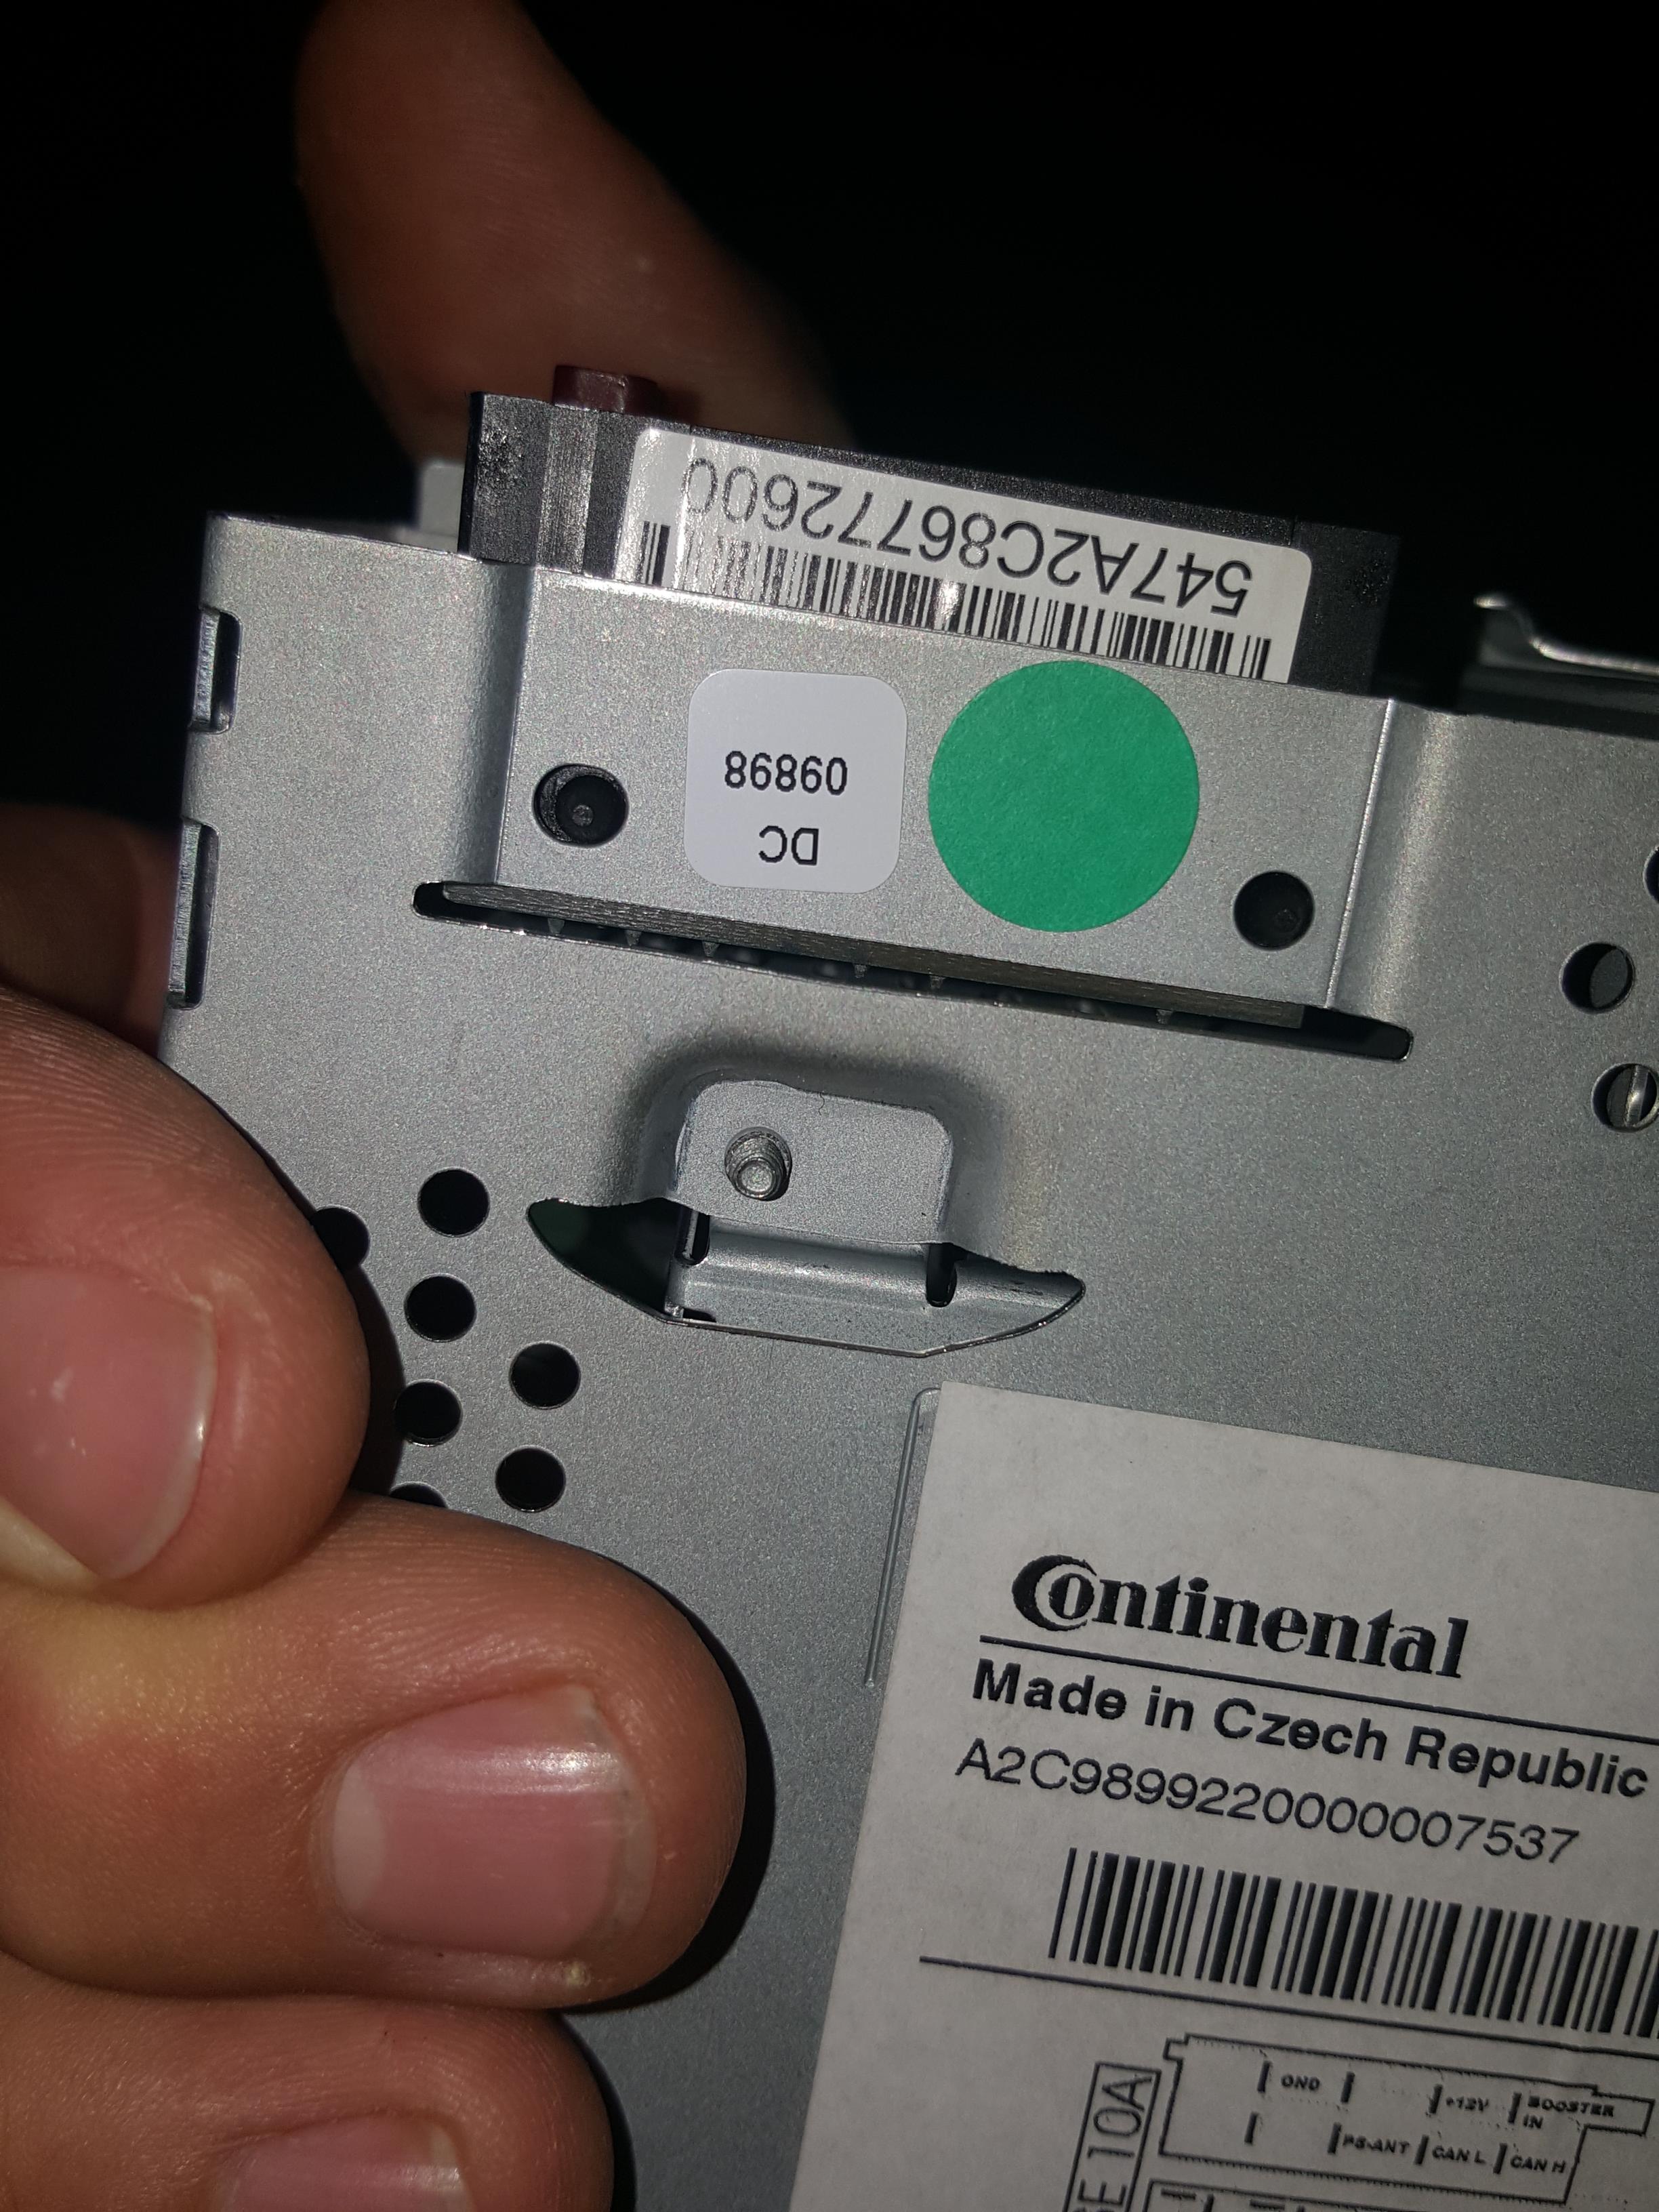 547A2C86772600
DC
09898
Continental
Made in Czech Republic
A2C98992200000007537
GND
+12V
BOOSTER
IN
PS-ANT
CAN L
CAN H
10A